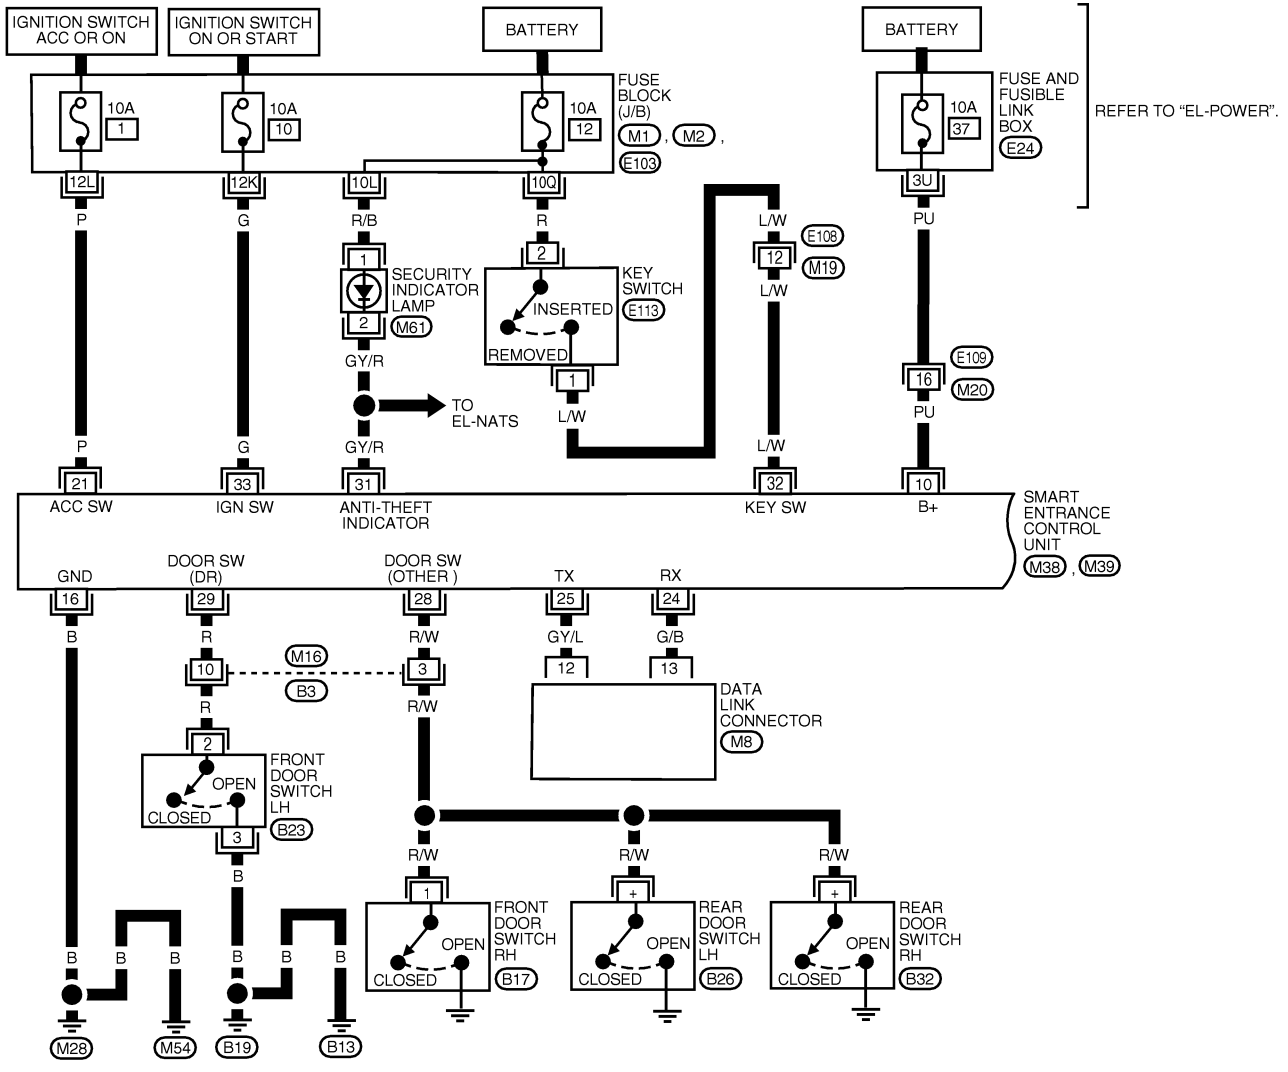 IGNITION SWITCH
ACC OR ON
IGNITION SWITCH
ON OR START
BATTERY
BATTERY
10A
1
10A
10
10A
12
FUSE
BLOCK
(J/B)
M1 , M2 ,
E103
10A
37
FUSE AND
FUSIBLE
LINK
BOX
E24
REFER TO “EL-POWER”.
12L
12K
10L
10Q
3U
P
G
R/B
R
L/W
PU
1
SECURITY
INDICATOR
LAMP
M61
2
2
INSERTED
REMOVED
KEY
SWITCH
E113
1
12
E108
M19
L/W
GY/R
TO
EL-NATS
L/W
16
E109
M20
PU
P
G
GY/R
L/W
21
33
31
32
10
ACC SW
IGN SW
ANTI-THEFT
INDICATOR
KEY SW
B+
SMART
ENTRANCE
CONTROL
UNIT
M38 , M39
GND
DOOR SW
(DR)
DOOR SW
(OTHER )
TX
RX
16
29
28
25
24
B
R
R/W
GY/L
G/B
10
M16
B3
3
12
13
R
R/W
DATA
LINK
CONNECTOR
M8
2
OPEN
CLOSED
FRONT
DOOR
SWITCH
LH
B23
3
B
R/W
R/W
R/W
1
+
+
OPEN
CLOSED
FRONT
DOOR
SWITCH
RH
B17
OPEN
CLOSED
REAR
DOOR
SWITCH
LH
B26
OPEN
CLOSED
REAR
DOOR
SWITCH
RH
B32
B
B
B
B
B
B
M28
M54
B19
B13